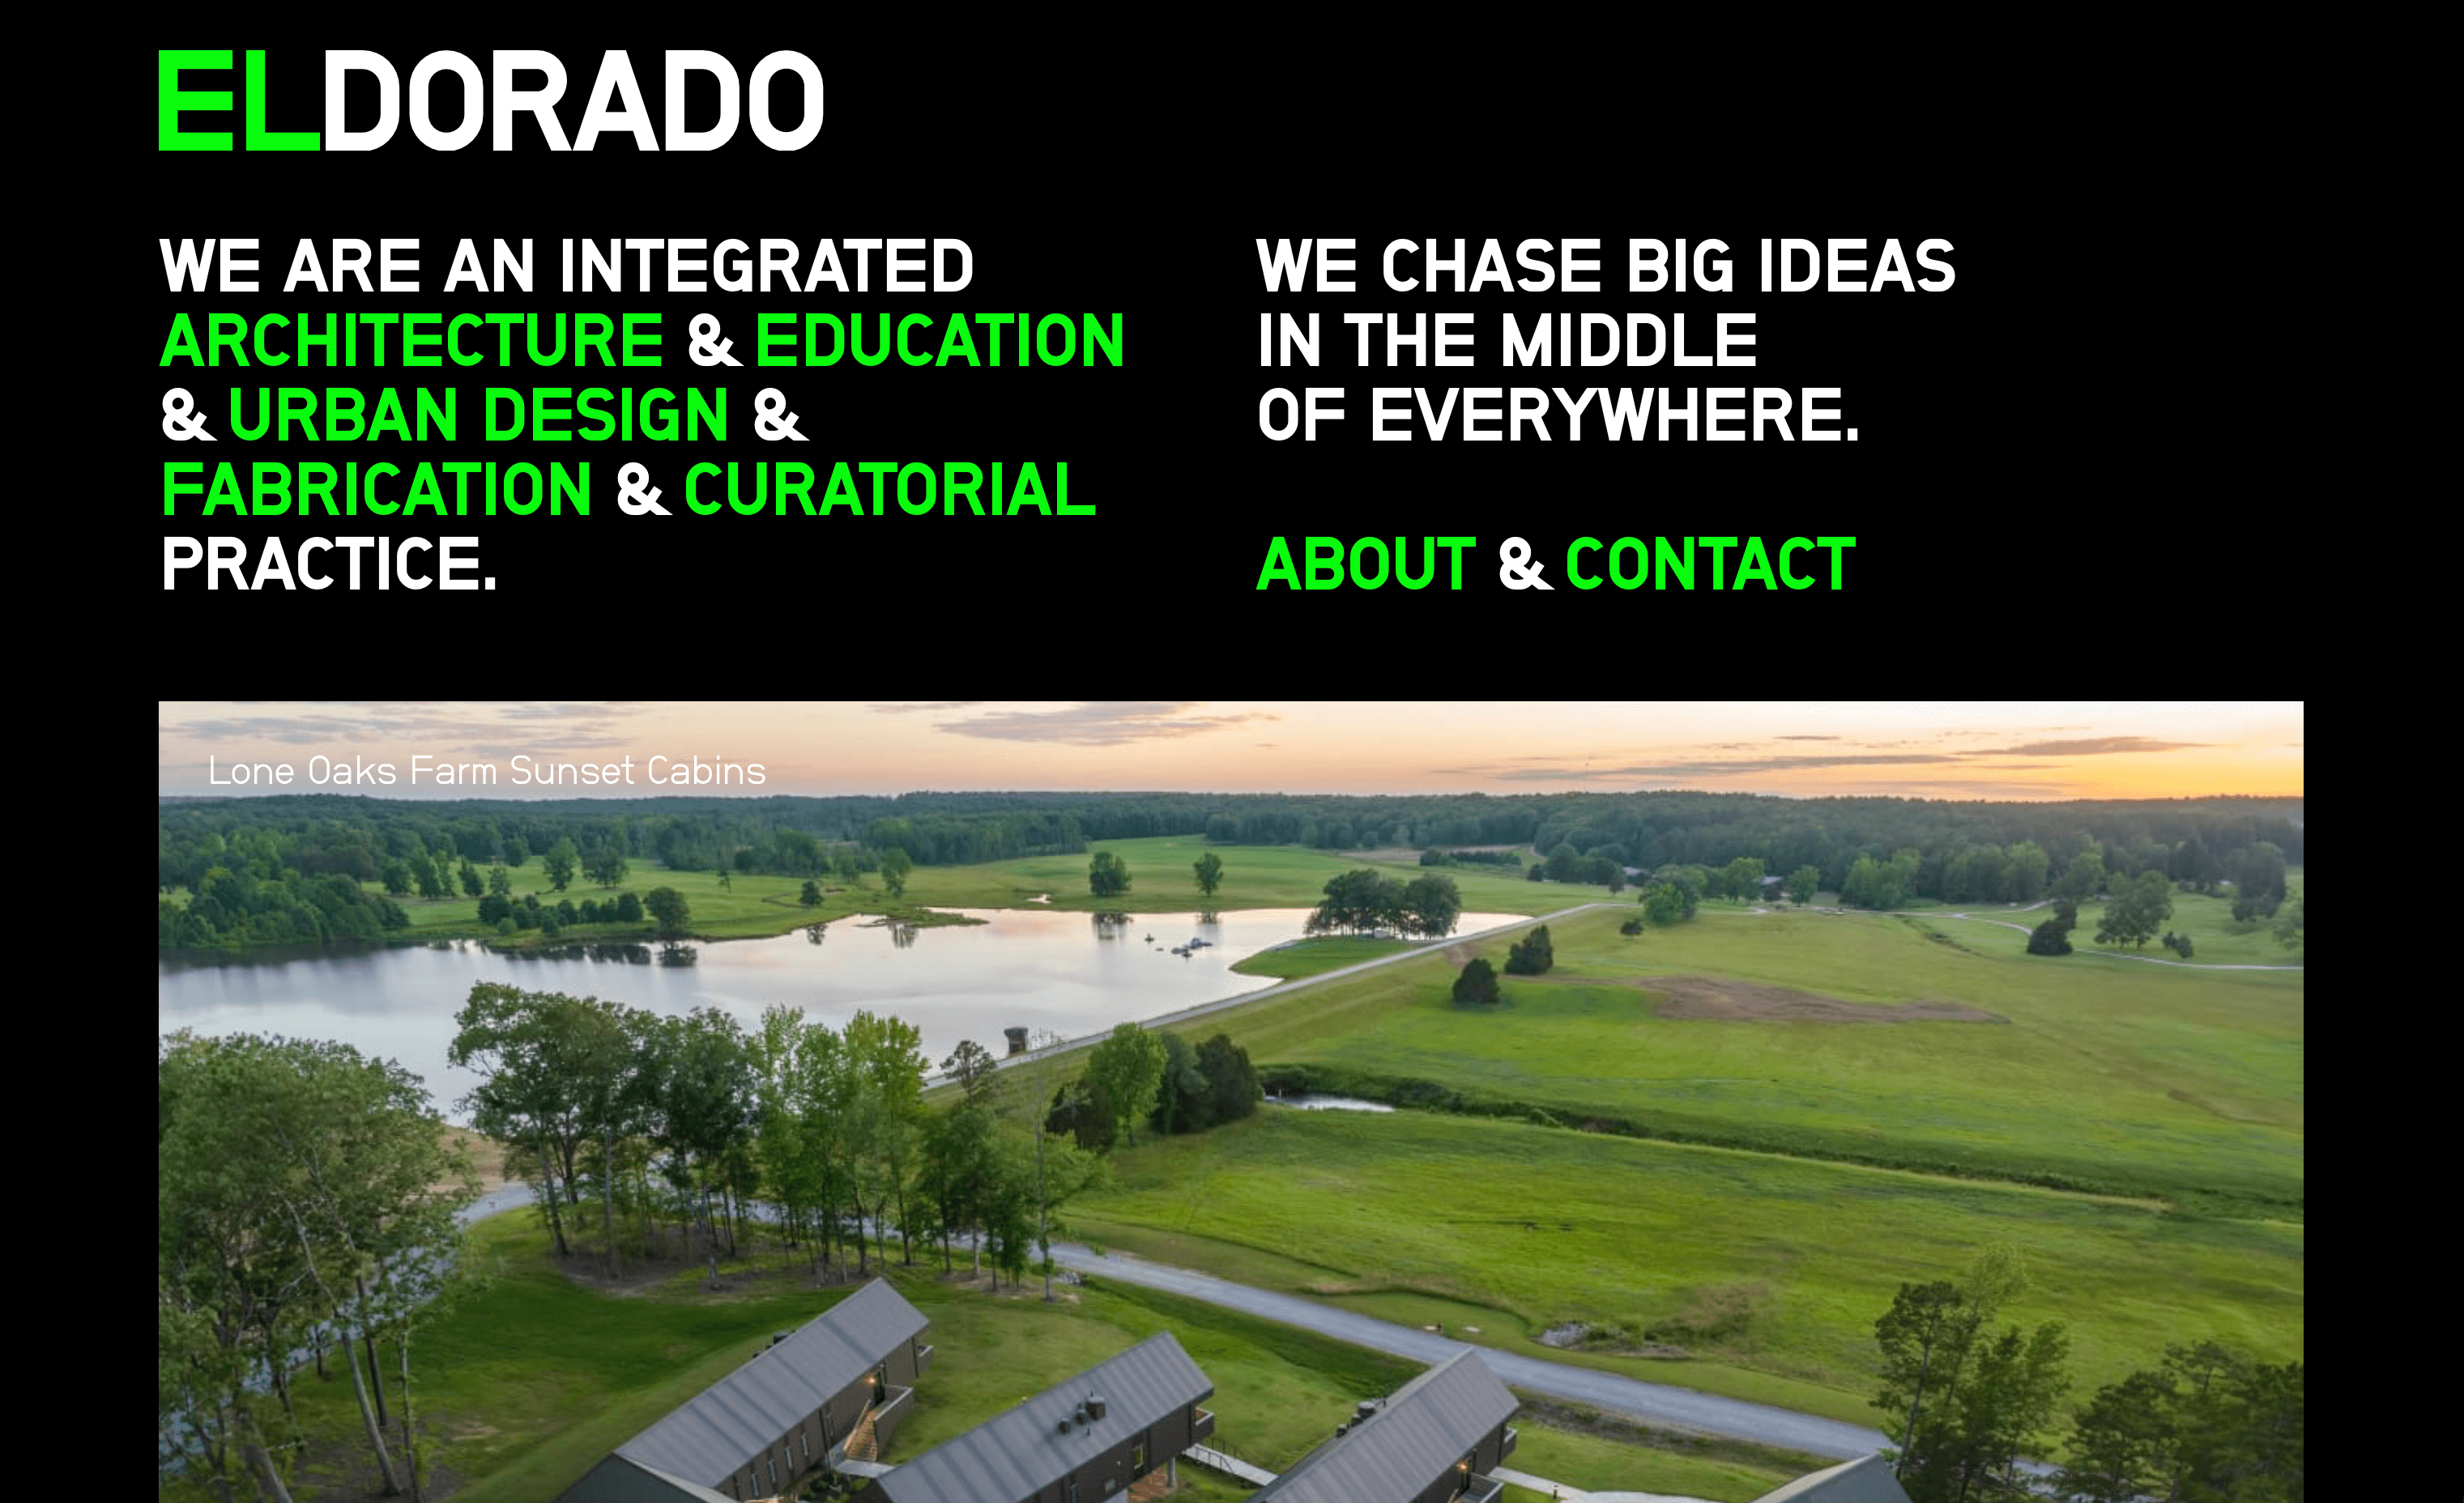 ELDORADO
WE ARE AN INTEGRATED
ARCHITECTURE & EDUCATION
& URBAN DESIGN &
FABRICATION & CURATORIAL
PRACTICE.
WE CHASE BIG IDEAS
IN THE MIDDLE
OF EVERYWHERE.
ABOUT & CONTACT
Lone Oaks Farm Sunset Cabins